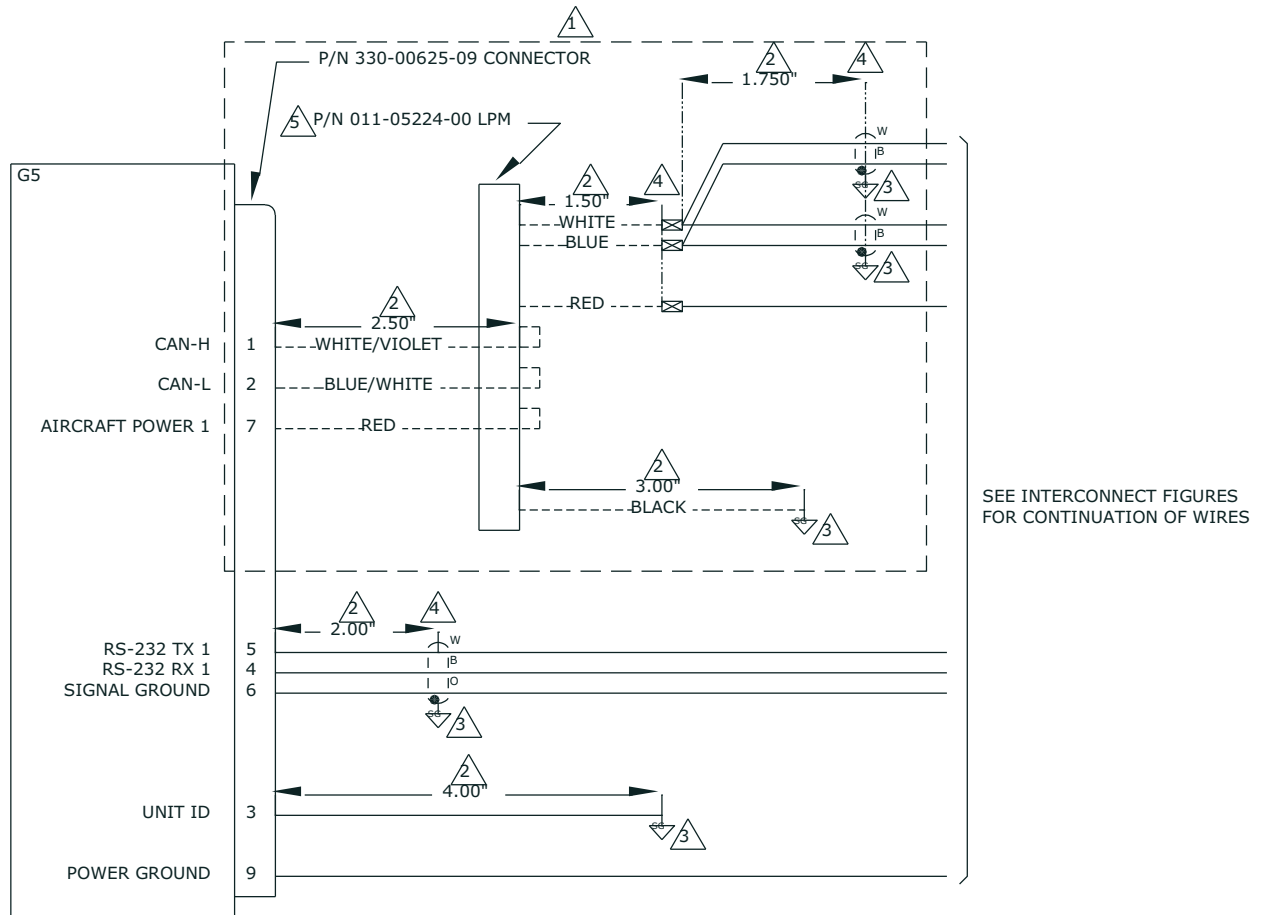 1
P/N 330-00625-09 CONNECTOR
2
4
1.750"
5
P/N 011-05224-00 LPM
W
B
G5
2
4
SG
3
1.50"
WHITE
W
BLUE
B
SG
3
2
RED
2.50"
CAN-H
1
WHITE/VIOLET
CAN-L
2
BLUE/WHITE
AIRCRAFT POWER 1
7
RED
2
3.00"
BLACK
SG
3
SEE INTERCONNECT FIGURES
FOR CONTINUATION OF WIRES
2
4
2.00"
RS-232 TX 1
5
W
RS-232 RX 1
4
B
SIGNAL GROUND
6
O
SG
3
2
4.00"
UNIT ID
3
SG
3
POWER GROUND
9